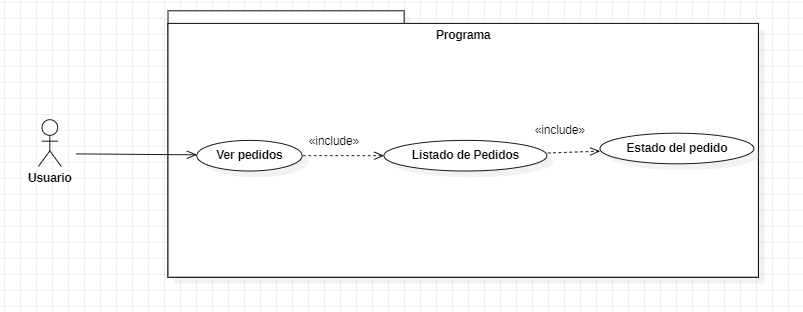 Programa
Usuario
Ver pedidos
«include»
Listado de Pedidos
«include»
Estado del pedido